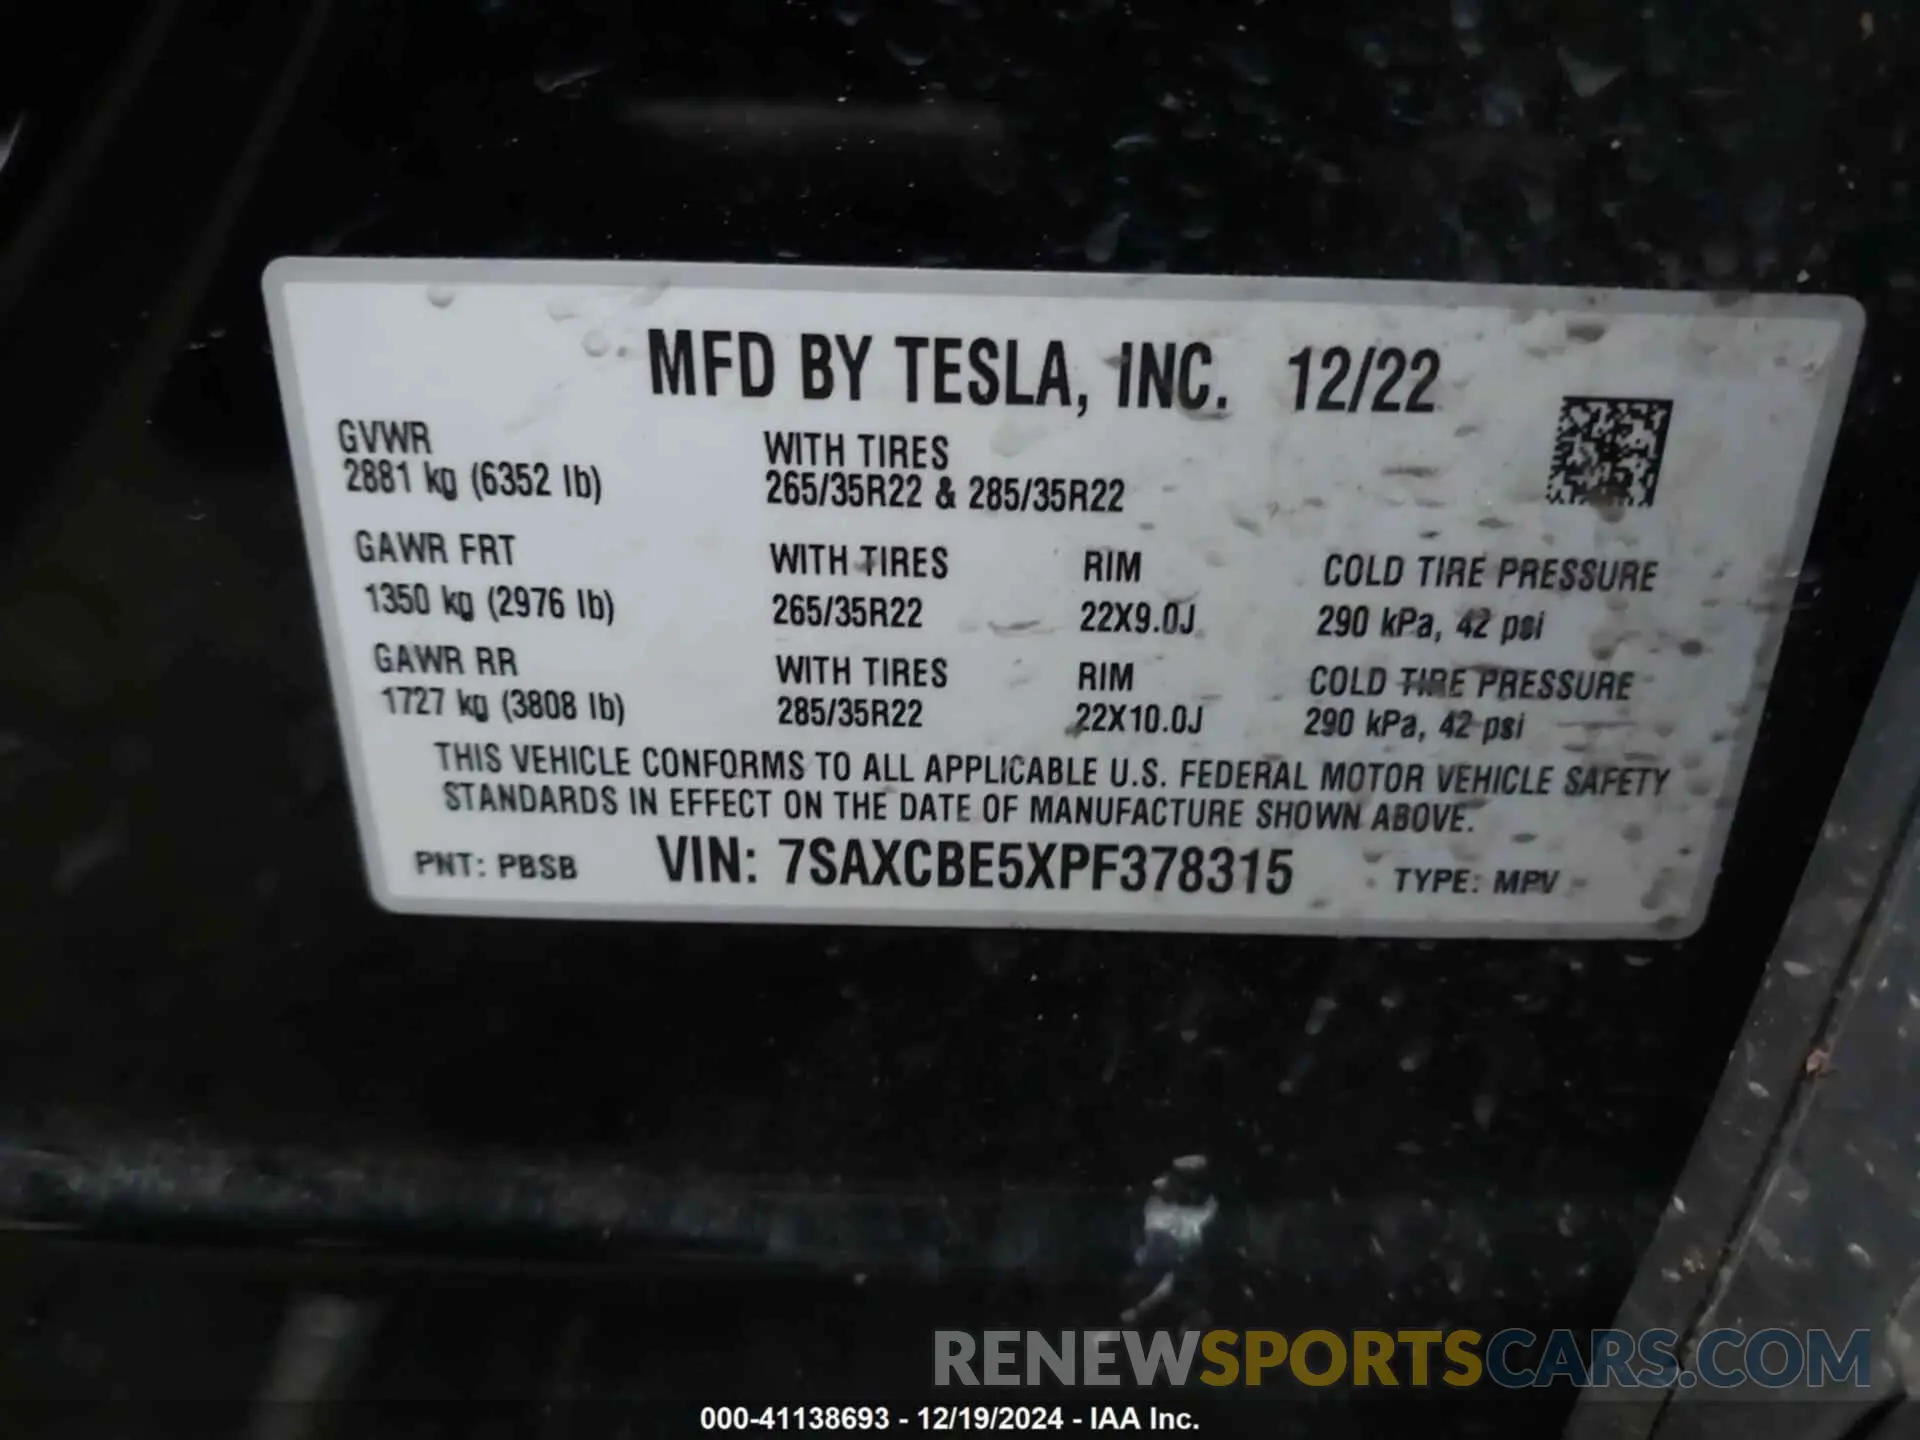 MFD BY TESLA, INC. 12/22
GVWR WITH TIRES
2881 kg (6352 lb) 265/35R22 & 285/35R22
GAWR FRT WITH TIRES RIM COLD TIRE PRESSURE
1350 kg (2976 lb) 265/35R22 22X9.0J 290 kPa, 42 psi
GAWR RR WITH TIRES RIM COLD TIRE PRESSURE
1727 kg (3808 lb) 285/35R22 22X10.0J 290 kPa, 42 psi
THIS VEHICLE CONFORMS TO ALL APPLICABLE U.S. FEDERAL MOTOR VEHICLE SAFETY
STANDARDS IN EFFECT ON THE DATE OF MANUFACTURE SHOWN ABOVE.
PNT: PBSB VIN: 7SAXCBE5XPF378315 TYPE: MPV
RENEWSPORTSCARS.COM
000-41138693 - 12/19/2024 - IAA Inc.